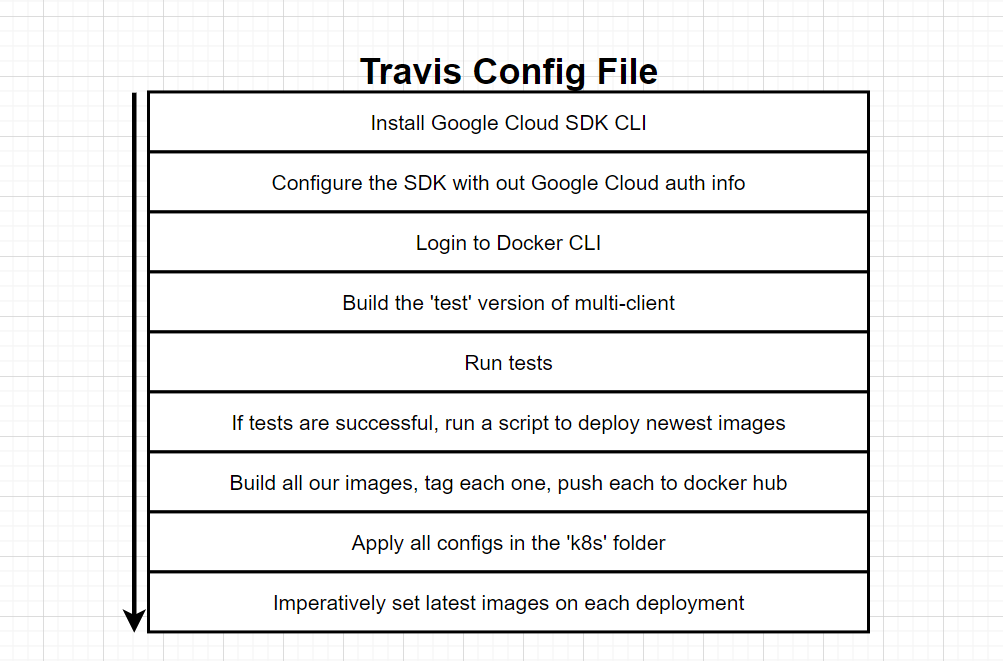 Travis Config File
Install Google Cloud SDK CLI
Configure the SDK with out Google Cloud auth info
Login to Docker CLI
Build the 'test' version of multi-client
Run tests
If tests are successful, run a script to deploy newest images
Build all our images, tag each one, push each to docker hub
Apply all configs in the 'k8s' folder
Imperatively set latest images on each deployment